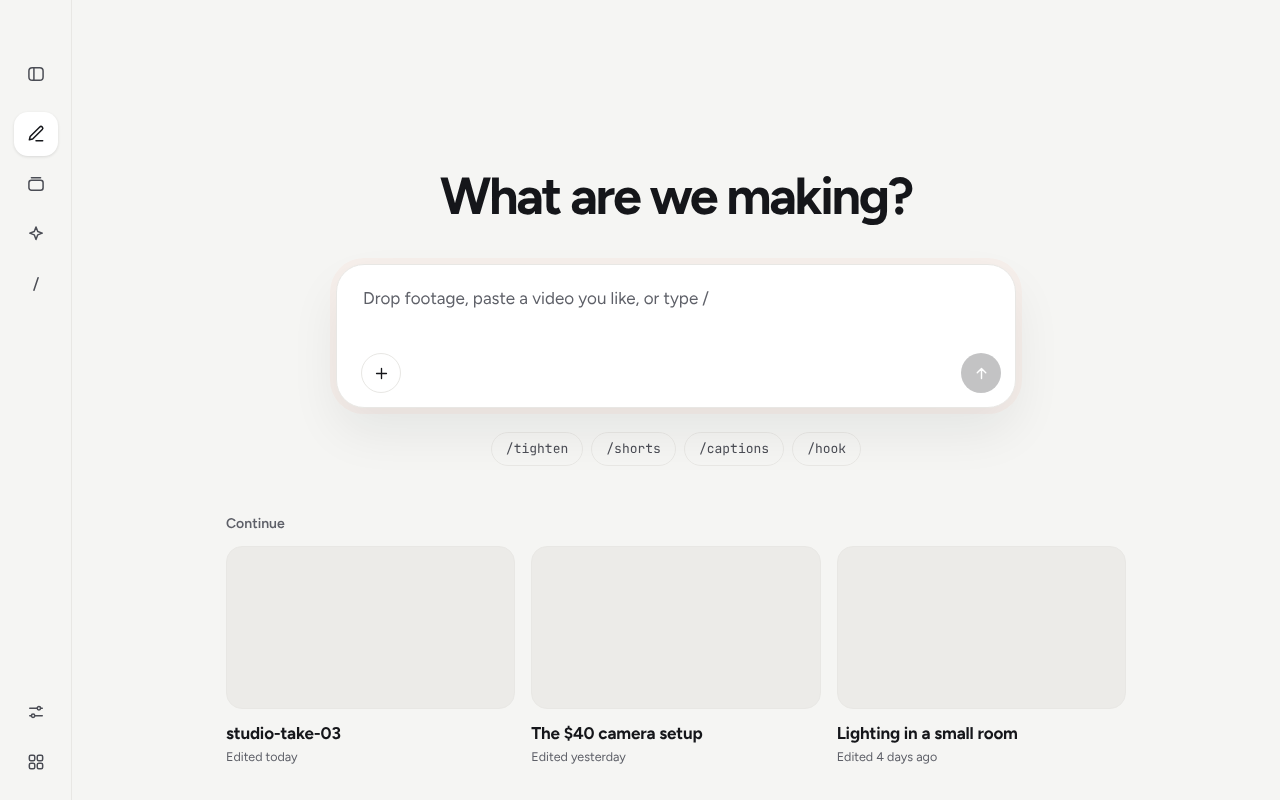 What are we making?
Drop footage, paste a video you like, or type /
/
/tighten
/shorts
/captions
/hook
Continue
studio-take-03
The $40 camera setup
Lighting in a small room
Edited today
Edited yesterday
Edited 4 days ago